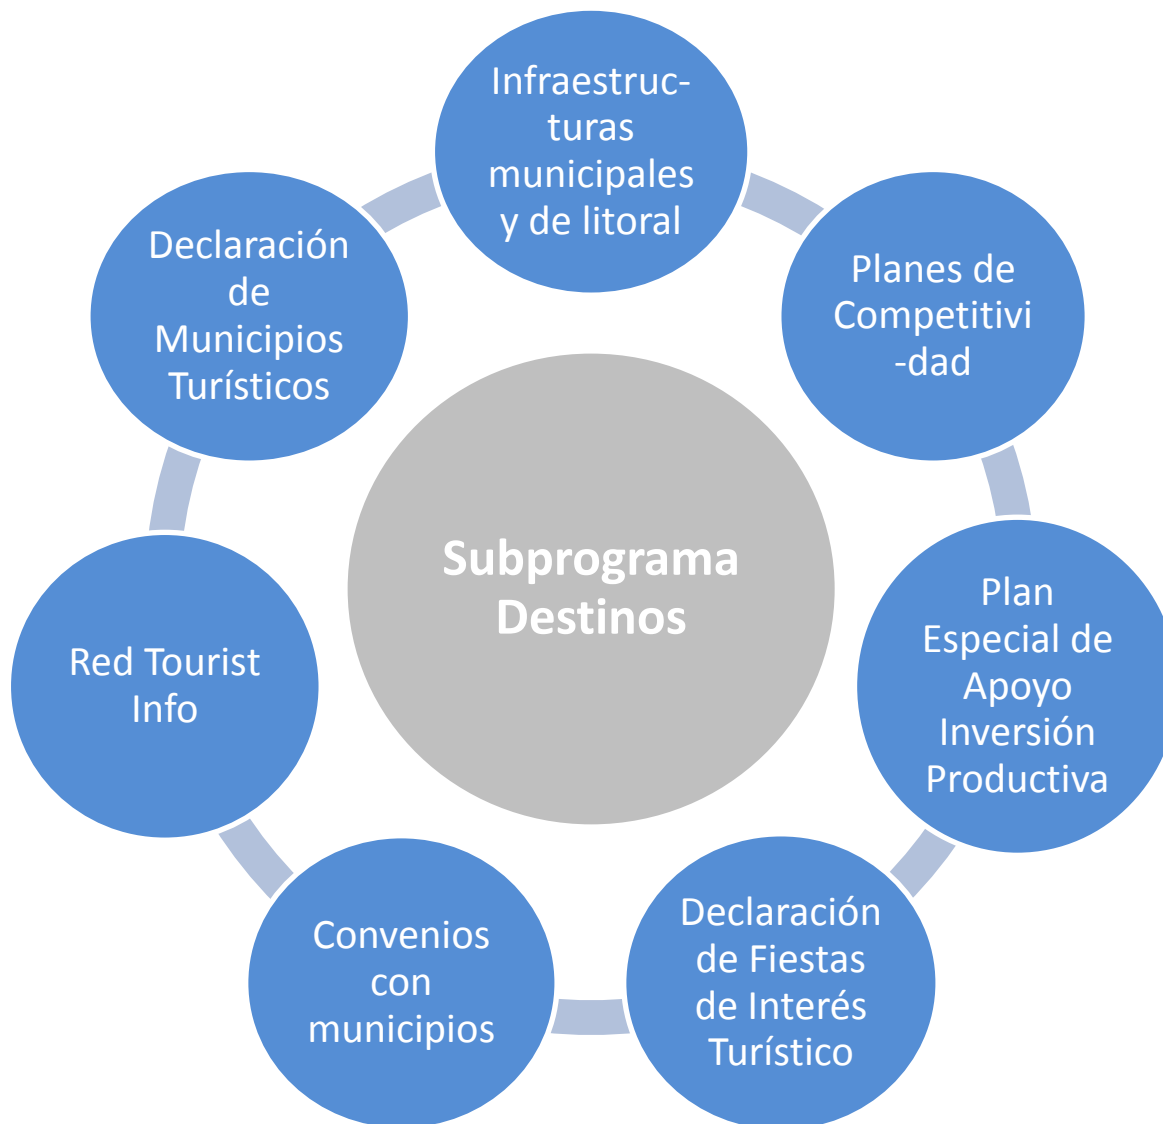 Infraestruc-
turas
municipales
y de litoral
Planes de
Competitivi
-dad
Plan
Especial de
Apoyo
Inversión
Productiva
Declaración
de Fiestas
de Interés
Turístico
Convenios
con
municipios
Red Tourist
Info
Declaración
de
Municipios
Turísticos
Subprograma
Destinos